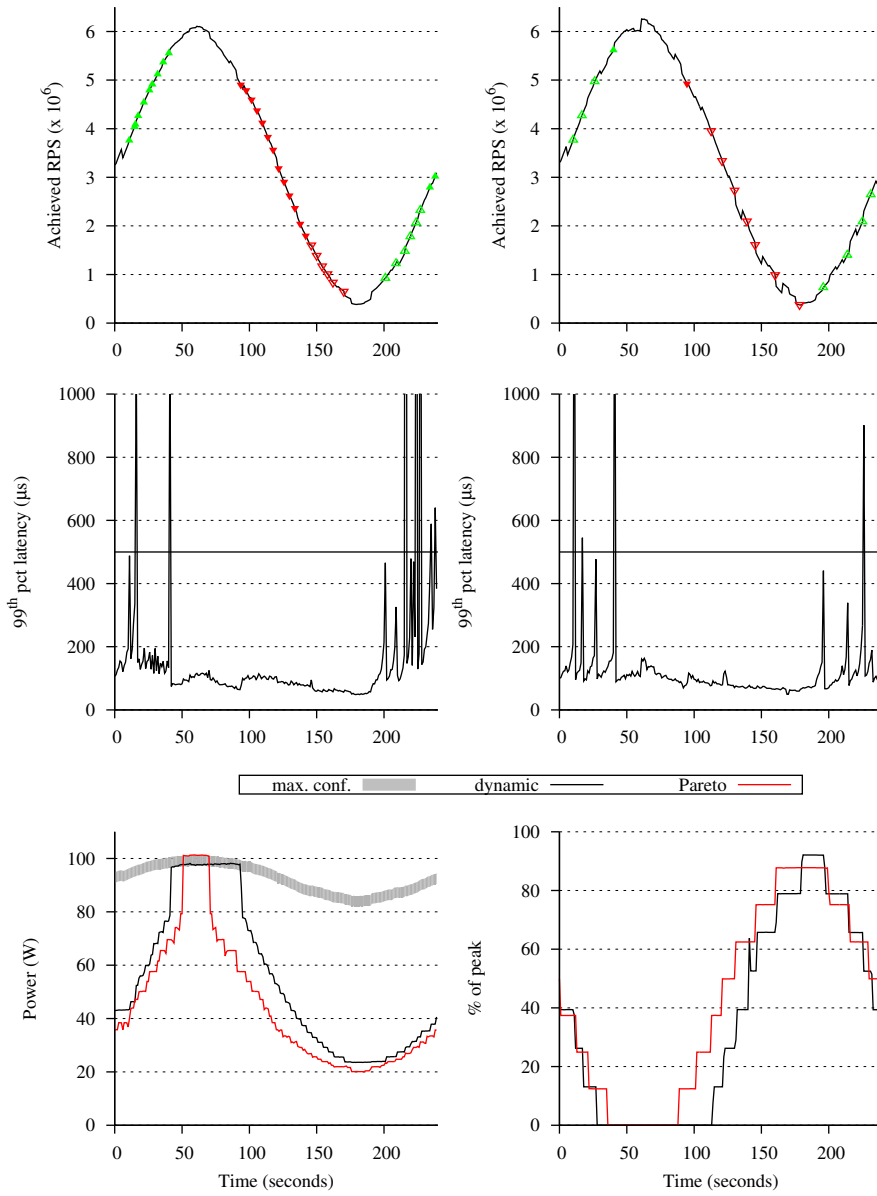 Achieved RPS (x 10⁶)
6
5
4
3
2
1
0
0 50 100 150 200
Achieved RPS (x 10⁶)
6
5
4
3
2
1
0
0 50 100 150 200
99ᵗʰ pct latency (µs)
1000
800
600
400
200
0
0 50 100 150 200
99ᵗʰ pct latency (µs)
1000
800
600
400
200
0
0 50 100 150 200
max. conf. dynamic Pareto
Power (W)
100
80
60
40
20
0
0 50 100 150 200
Time (seconds)
% of peak
100
80
60
40
20
0
0 50 100 150 200
Time (seconds)